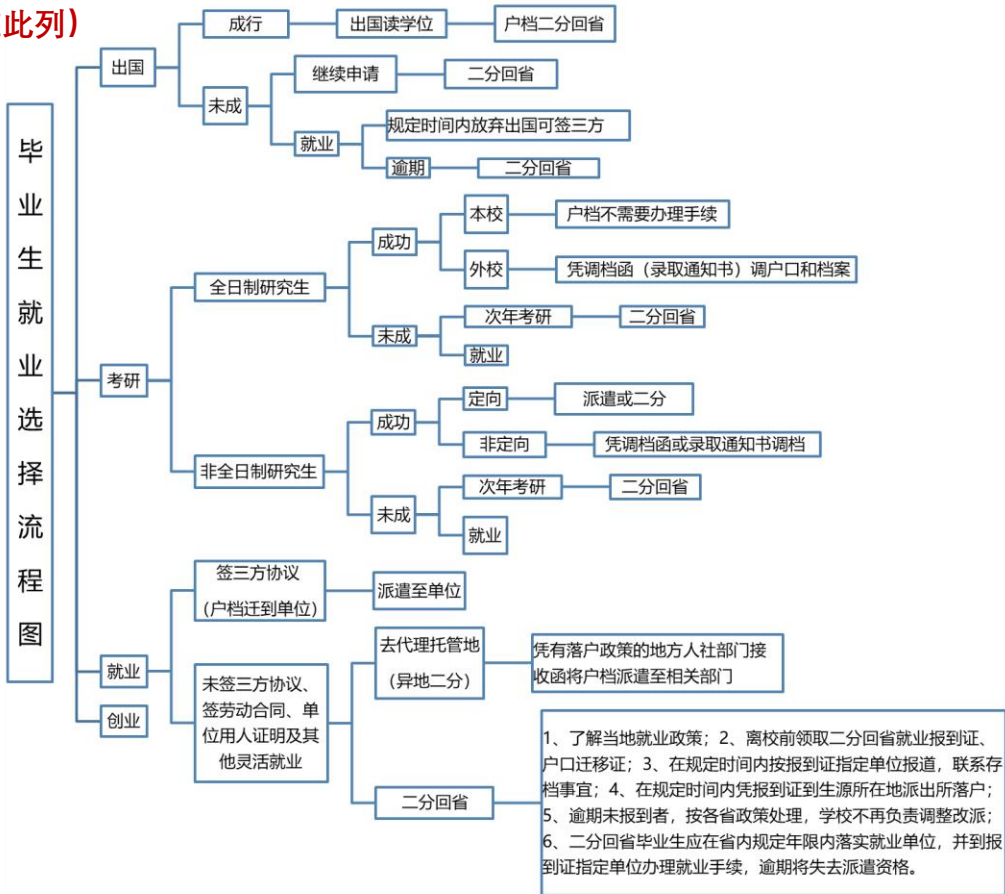 此列)
毕业生就业选择流程图
出国
成行
出国读学位
户档二分回省
未成
继续申请
二分回省
就业
规定时间内放弃出国可签三方
逾期
二分回省
考研
全日制研究生
成功
本校
户档不需要办理手续
外校
凭调档函（录取通知书）调户口和档案
未成
次年考研
二分回省
就业
非全日制研究生
成功
定向
派遣或二分
非定向
凭调档函或录取通知书调档
未成
次年考研
二分回省
就业
就业
签三方协议
（户档迁到单位）
派遣至单位
未签三方协议、
签劳动合同、单
位用人证明及其
他灵活就业
去代理托管地
（异地二分）
凭有落户政策的地方人社部门接
收函将户档派遣至相关部门
二分回省
1、了解当地就业政策；2、离校前领取二分回省就业报到证、
户口迁移证；3、在规定时间内按报到证指定单位报道，联系存
档事宜；4、在规定时间内凭报到证到生源所在地派出所落户；
5、逾期未报到者，按各省政策处理，学校不再负责调整改派；
6、二分回省毕业生应在省内规定年限内落实就业单位，并到报
到证指定单位办理就业手续，逾期将失去派遣资格。
创业